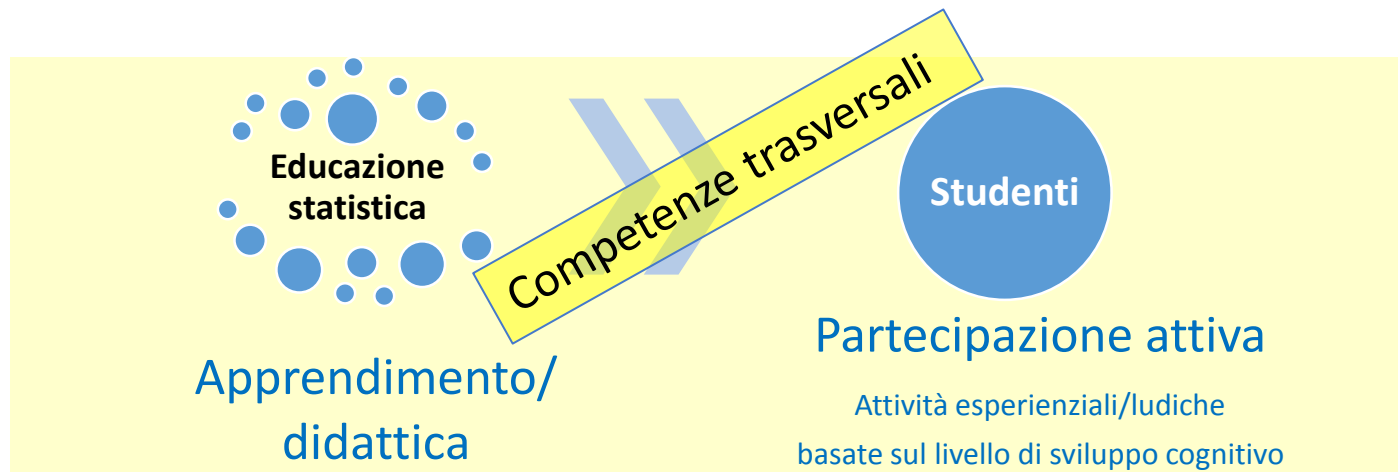 Educazione
statistica
Competenze trasversali
Studenti
Apprendimento/
didattica
Partecipazione attiva
Attività esperienziali/ludiche
basate sul livello di sviluppo cognitivo